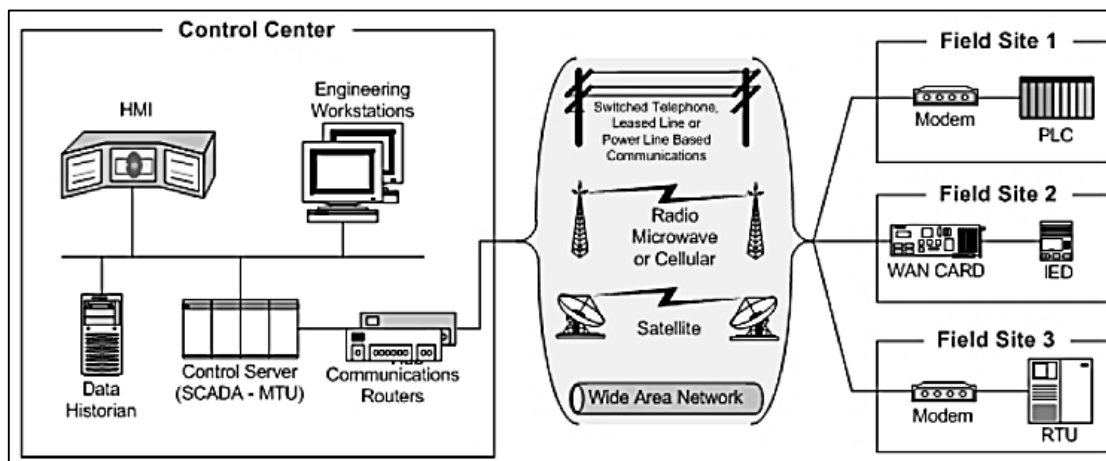 Control Center
HMI
Engineering
Workstations
Data
Historian
Control Server
(SCADA - MTU)
Communications
Routers
Switched Telephone,
Leased Line or
Power Line Based
Communications
Radio
Microwave
or Cellular
Satellite
Wide Area Network
Field Site 1
Modem
PLC
Field Site 2
WAN CARD
IED
Field Site 3
Modem
RTU